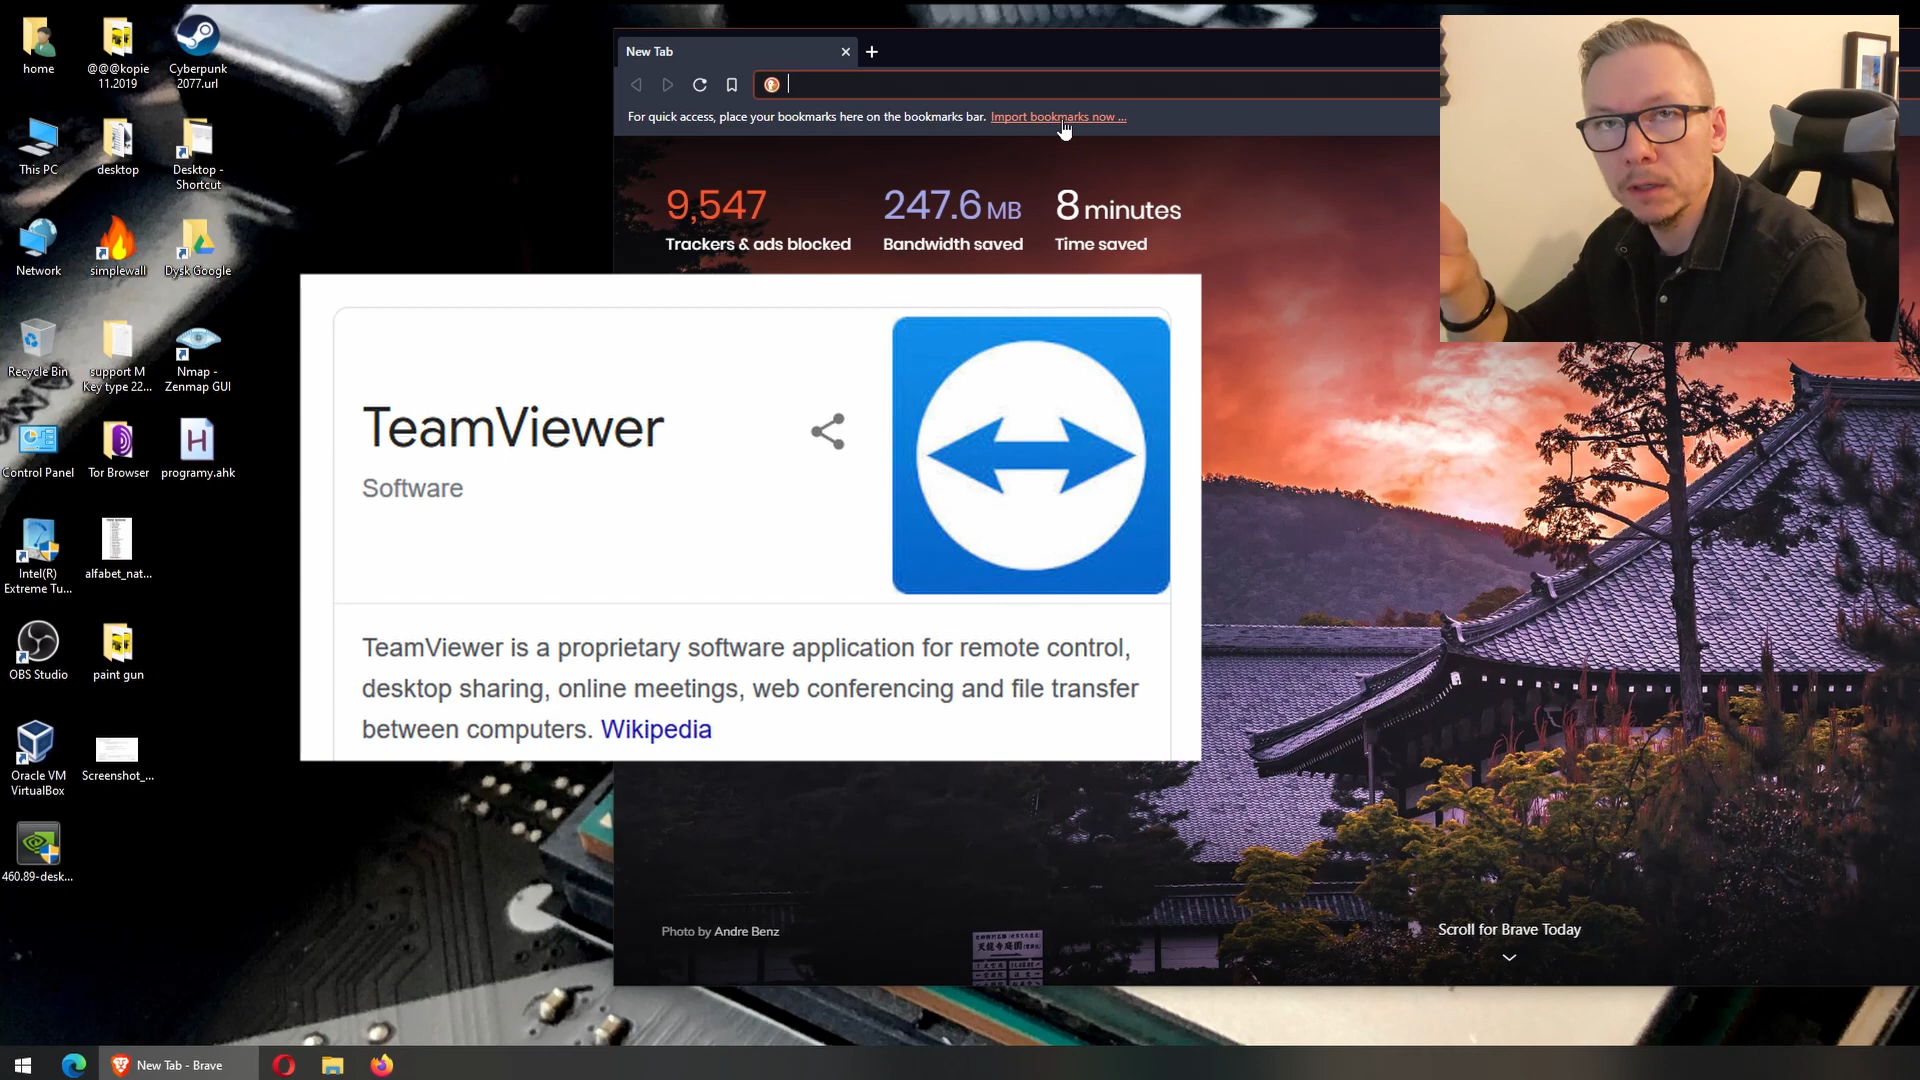 home
@@@kopie
11.2019
Cyberpunk
2077.url
This PC
desktop
Desktop -
Shortcut
Network
simplewall
Dysk Google
Recycle Bin
support M
Key type 22...
Nmap -
Zenmap GUI
Control Panel
Tor Browser
programy.ahk
H
Intel(R)
Extreme Tu...
alfabet_nat...
OBS Studio
paint gun
Oracle VM
VirtualBox
Screenshot_...
460.89-desk...
New Tab
For quick access, place your bookmarks here on the bookmarks bar. Import bookmarks now ...
9,547
Trackers & ads blocked
247.6 MB
Bandwidth saved
8 minutes
Time saved
TeamViewer
Software
TeamViewer is a proprietary software application for remote control,
desktop sharing, online meetings, web conferencing and file transfer
between computers. Wikipedia
Photo by Andre Benz
天龍寺庭園
Scroll for Brave Today
New Tab - Brave